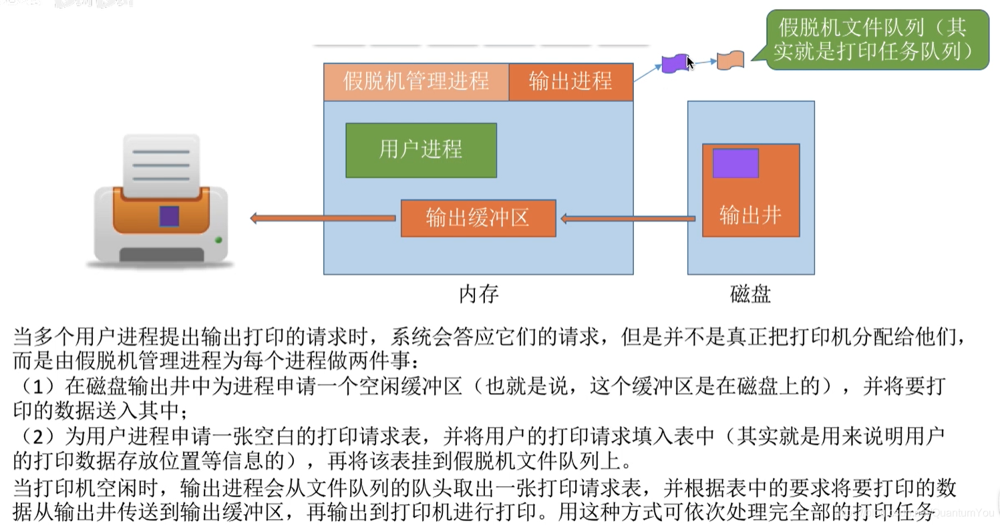 假脱机文件队列（其
实就是打印任务队列）
假脱机管理进程
输出进程
用户进程
输出缓冲区
输出井
内存
磁盘
当多个用户进程提出输出打印的请求时，系统会答应它们的请求，但是并不是真正把打印机分配给他们，
而是由假脱机管理进程为每个进程做两件事：
（1）在磁盘输出井中为进程申请一个空闲缓冲区（也就是说，这个缓冲区是在磁盘上的），并将要打
印的数据送入其中；
（2）为用户进程申请一张空白的打印请求表，并将用户的打印请求填入表中（其实就是用来说明用户
的打印数据存放位置等信息的），再将该表挂到假脱机文件队列上。
当打印机空闲时，输出进程会从文件队列的队头取出一张打印请求表，并根据表中的要求将要打印的数
据从输出井传送到输出缓冲区，再输出到打印机进行打印。用这种方式可依次处理完全部的打印任务
QuantumYou